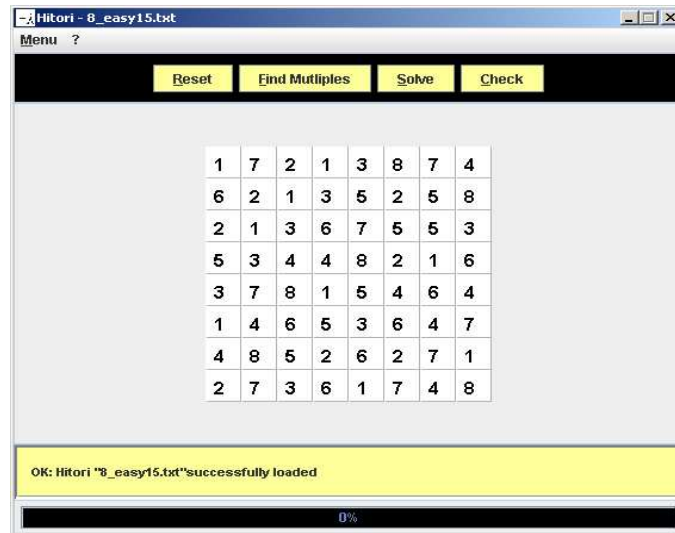 Hitori - 8_easy15.txt
Menu ?
Reset Find Mutliples Solve Check
1 7 2 1 3 8 7 4
6 2 1 3 5 2 5 8
2 1 3 6 7 5 5 3
5 3 4 4 8 2 1 6
3 7 8 1 5 4 6 4
1 4 6 5 3 6 4 7
4 8 5 2 6 2 7 1
2 7 3 6 1 7 4 8
OK: Hitori "8_easy15.txt"successfully loaded
0%